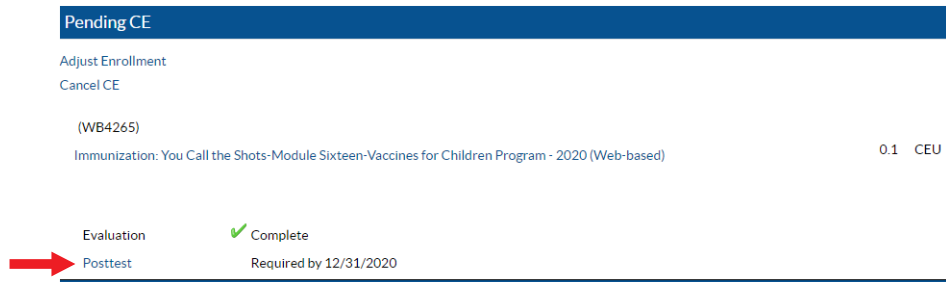 Pending CE
Adjust Enrollment
Cancel CE
(WB4265)
Immunization: You Call the Shots-Module Sixteen-Vaccines for Children Program - 2020 (Web-based) 0.1 CEU
Evaluation Complete
Posttest Required by 12/31/2020